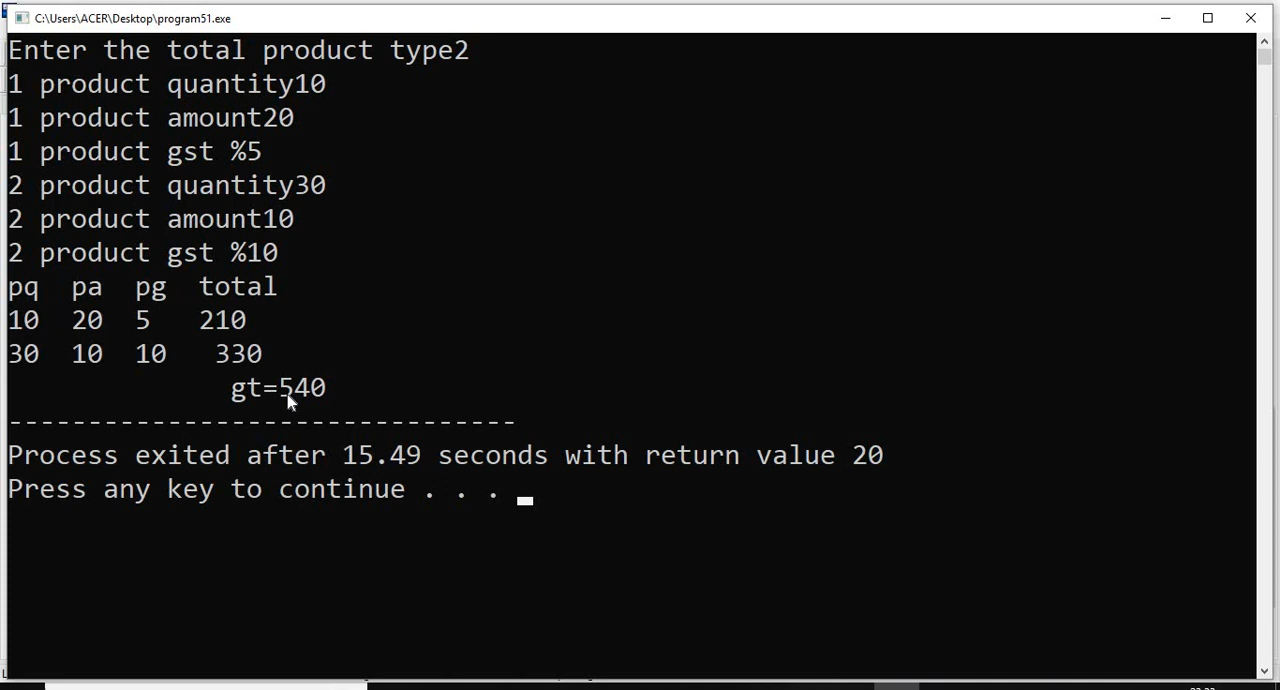 C:\Users\ACER\Desktop\program51.exe
Enter the total product type2
1 product quantity10
1 product amount20
1 product gst %5
2 product quantity30
2 product amount10
2 product gst %10
pq  pa  pg  total
10  20  5   210
30  10  10   330
gt=540
--------------------------------
Process exited after 15.49 seconds with return value 20
Press any key to continue . . .